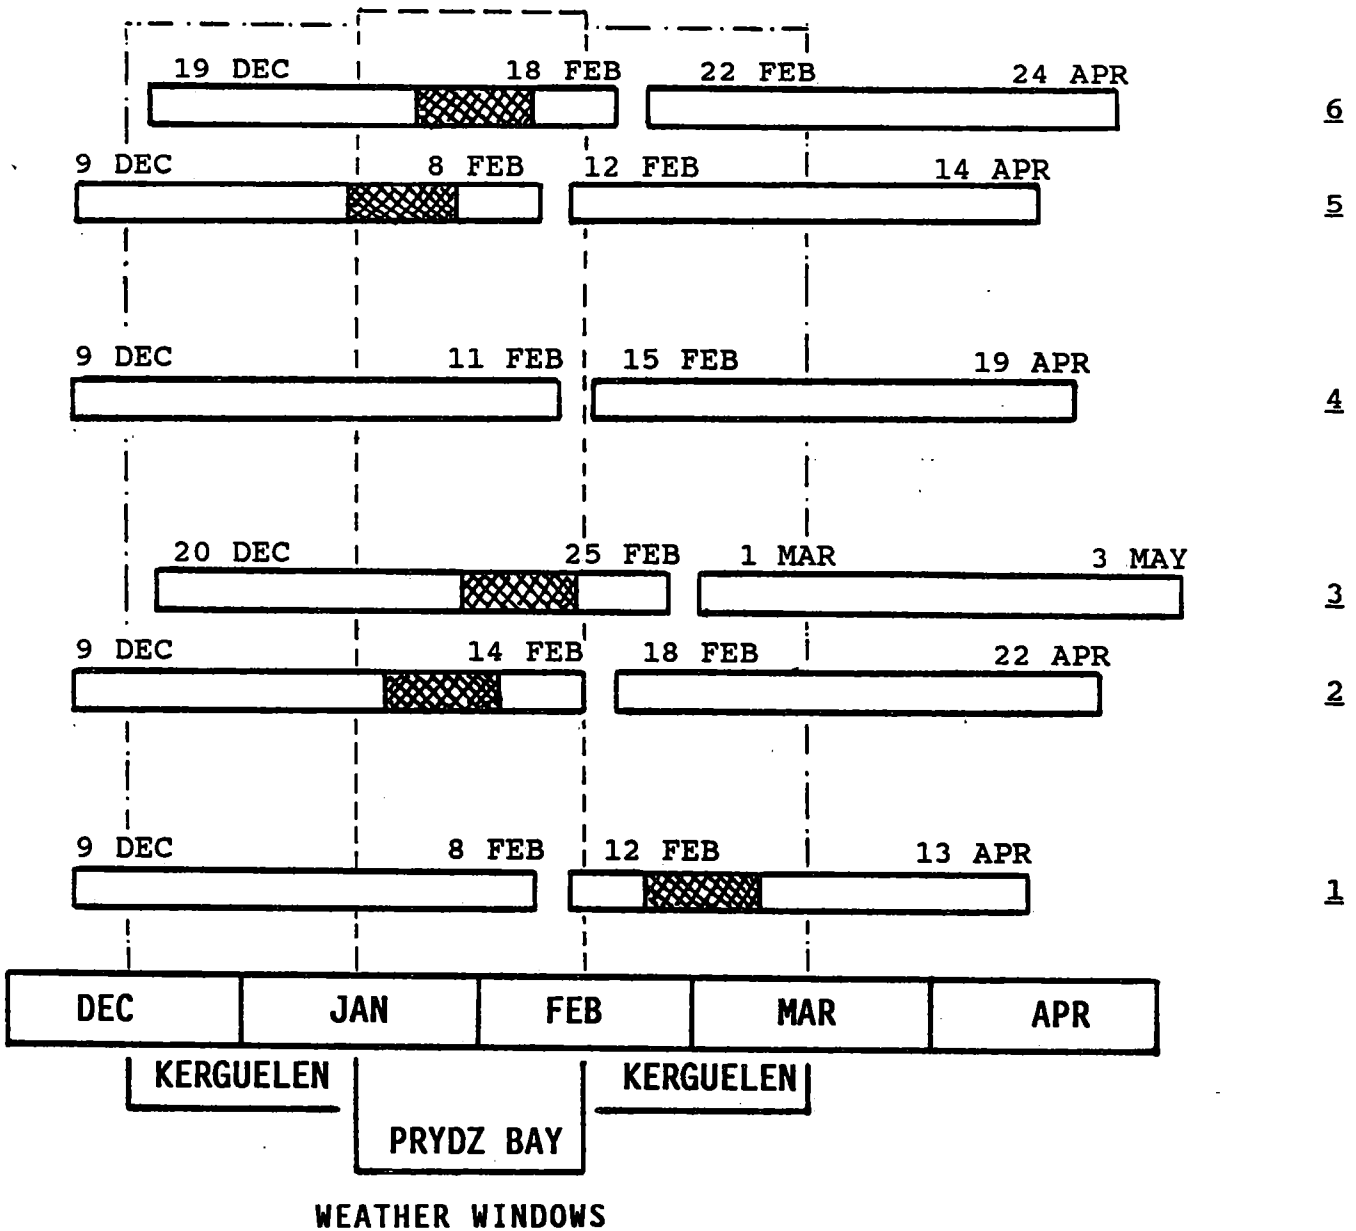 19 DEC 18 FEB 22 FEB 24 APR
6
9 DEC 8 FEB 12 FEB 14 APR
5
9 DEC 11 FEB 15 FEB 19 APR
4
20 DEC 25 FEB 1 MAR 3 MAY
3
9 DEC 14 FEB 18 FEB 22 APR
2
9 DEC 8 FEB 12 FEB 13 APR
1
DEC JAN FEB MAR APR
KERGUELEN KERGUELEN
PRYDZ BAY
WEATHER WINDOWS